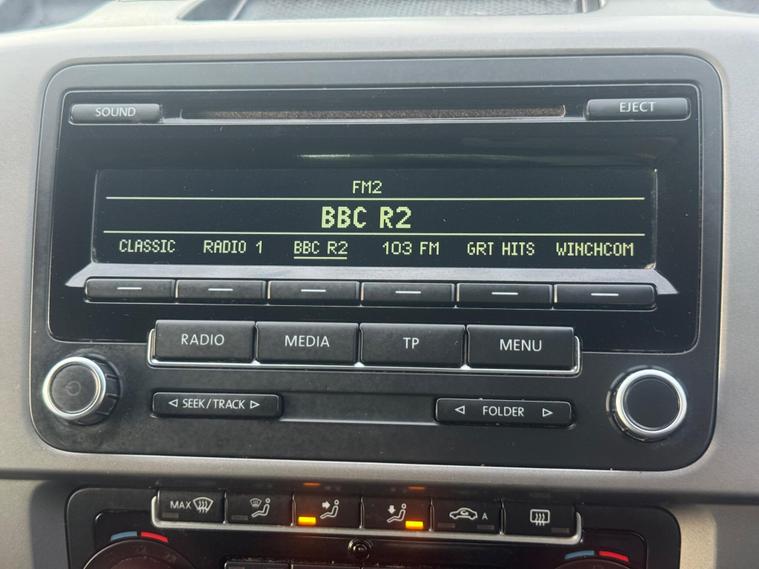 SOUND EJECT
FM2
BBC R2
CLASSIC RADIO 1 BBC R2 103 FM GRT HITS WINCHCOM
RADIO MEDIA TP MENU
SEEK/TRACK FOLDER
MAX A